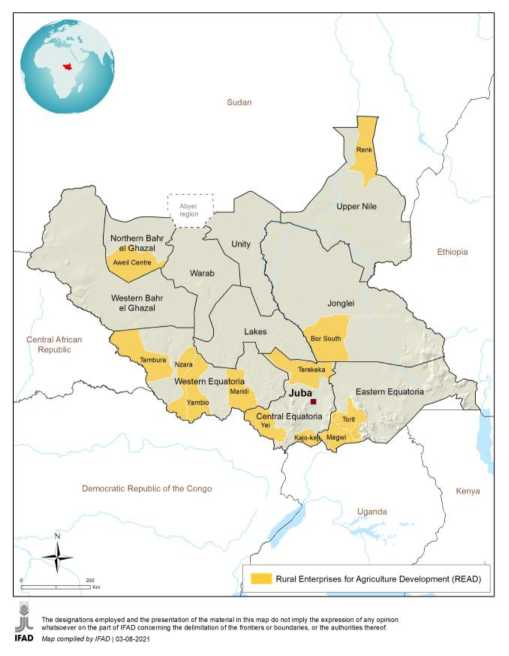 Sudan
Renk
Abyei
region
Upper Nile
Northern Bahr
el Ghazal
Unity
Ethiopia
Aweil Centre
Warab
Western Bahr
el Ghazal
Jonglei
Lakes
Central African
Republic
Bor South
Tambura
Nzara
Terekeka
Western Equatoria
Maridi
Juba
Eastern Equatoria
Yambio
Central Equatoria
Yei
Torit
Kajo-keji
Magwi
Democratic Republic of the Congo
Kenya
Uganda
N
0
200
Km
Rural Enterprises for Agriculture Development (READ)
The designations employed and the presentation of the material in this map do not imply the expression of any opinion
whatsoever on the part of IFAD concerning the delimitation of the frontiers or boundaries, or the authorities thereof.
IFAD
Map compiled by IFAD | 03-08-2021